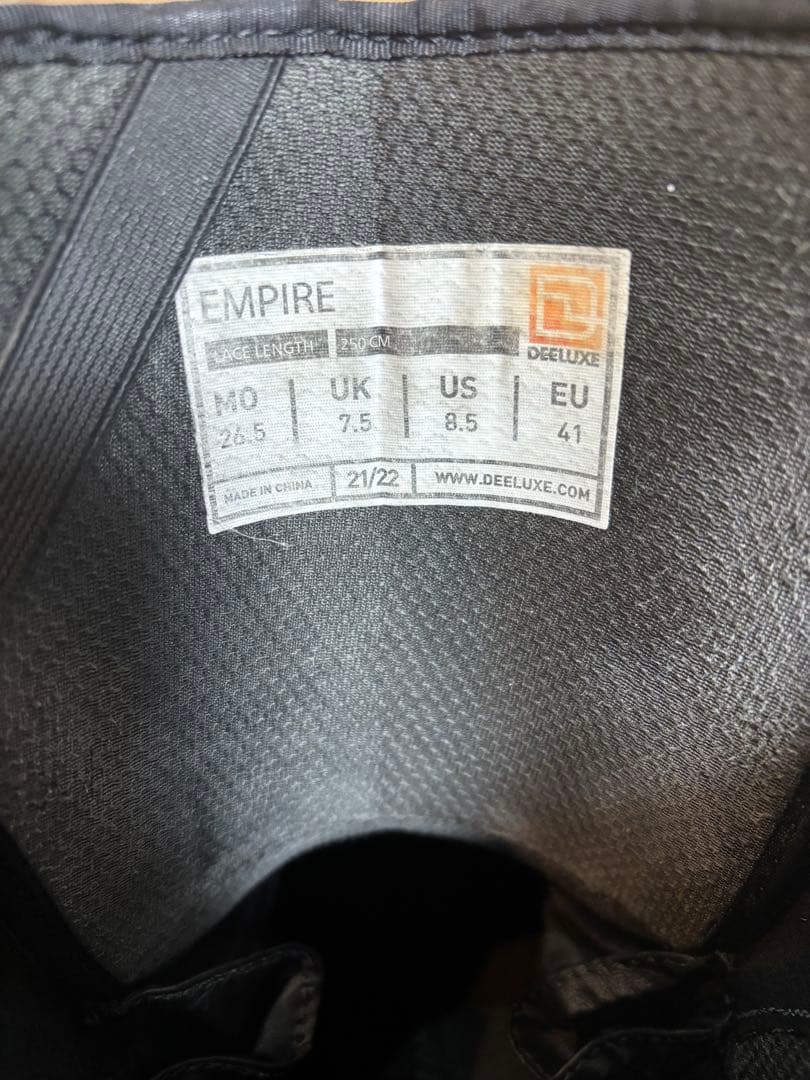 EMPIRE
DEELUXE
LACE LENGTH 250 CM
MO UK US EU
26.5 7.5 8.5 41
MADE IN CHINA 21/22 WWW.DEELUXE.COM